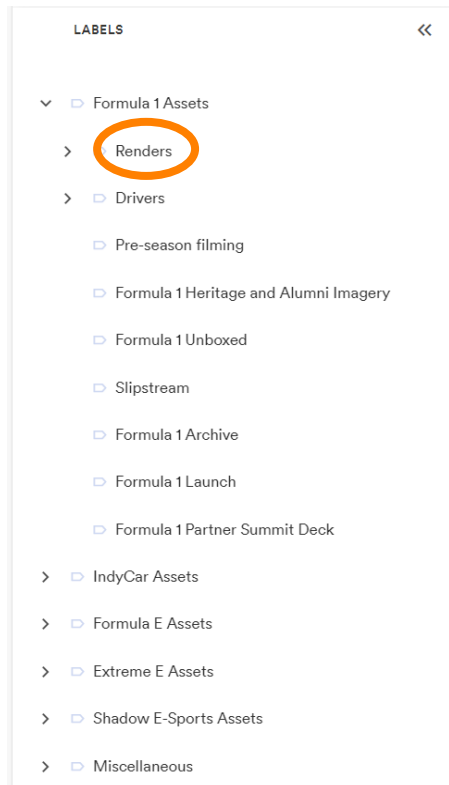 LABELS
Formula 1 Assets
Renders
Drivers
Pre-season filming
Formula 1 Heritage and Alumni Imagery
Formula 1 Unboxed
Slipstream
Formula 1 Archive
Formula 1 Launch
Formula 1 Partner Summit Deck
IndyCar Assets
Formula E Assets
Extreme E Assets
Shadow E-Sports Assets
Miscellaneous